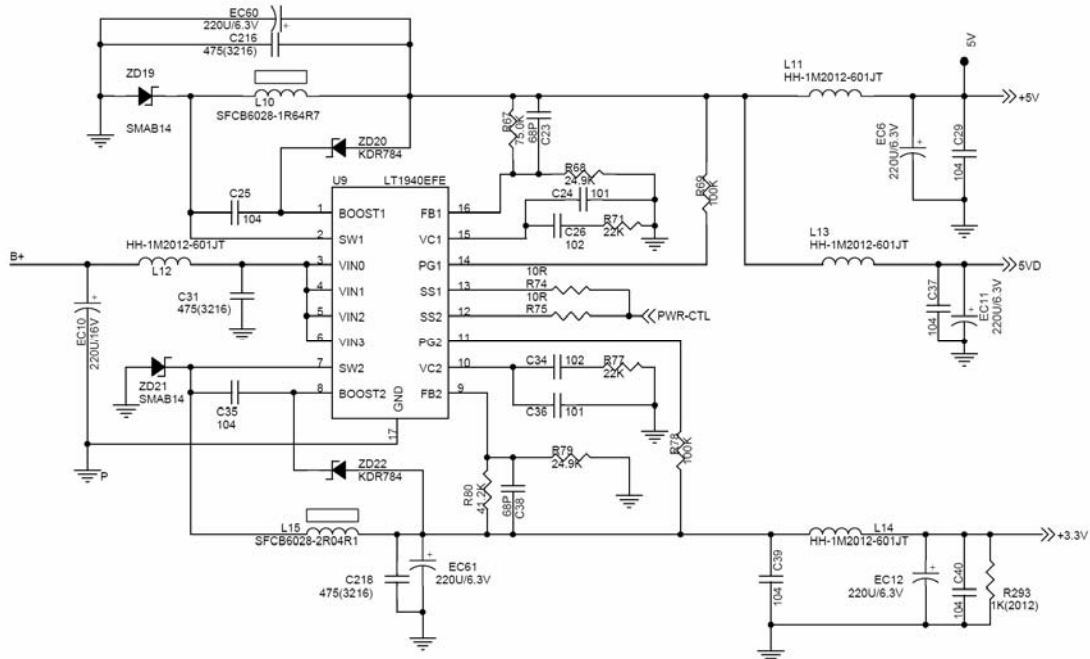 EC60
220U/6.3V
+
C216
475(3216)
ZD19
SMAB14
L10
SFCB6028-1R64R7
ZD20
KDR784
C25
104
U9
LT1940EFE
1
BOOST1
2
SW1
3
VIN0
4
VIN1
5
VIN2
6
VIN3
7
SW2
8
BOOST2
GND
17
16
FB1
15
VC1
14
PG1
13
SS1
12
SS2
11
PG2
10
VC2
9
FB2
R67
75.0K
68P
C23
R68
24.9K
C24
101
C26
102
R71
22K
R69
100K
L11
HH-1M2012-601JT
5V
+5V
EC6
220U/6.3V
+
C29
104
L13
HH-1M2012-601JT
5VD
C37
104
EC11
220U/6.3V
+
B+
HH-1M2012-601JT
L12
C31
475(3216)
EC10
220U/16V
+
10R
R74
10R
R75
PWR-CTL
ZD21
SMAB14
C35
104
P
C34
102
R77
22K
C36
101
R78
100K
R79
24.9K
R80
41.2K
68P
C38
ZD22
KDR784
L15
SFCB6028-2R04R1
C218
475(3216)
EC61
220U/6.3V
+
C39
104
L14
HH-1M2012-601JT
+3.3V
EC12
220U/6.3V
+
C40
104
R293
1K(2012)